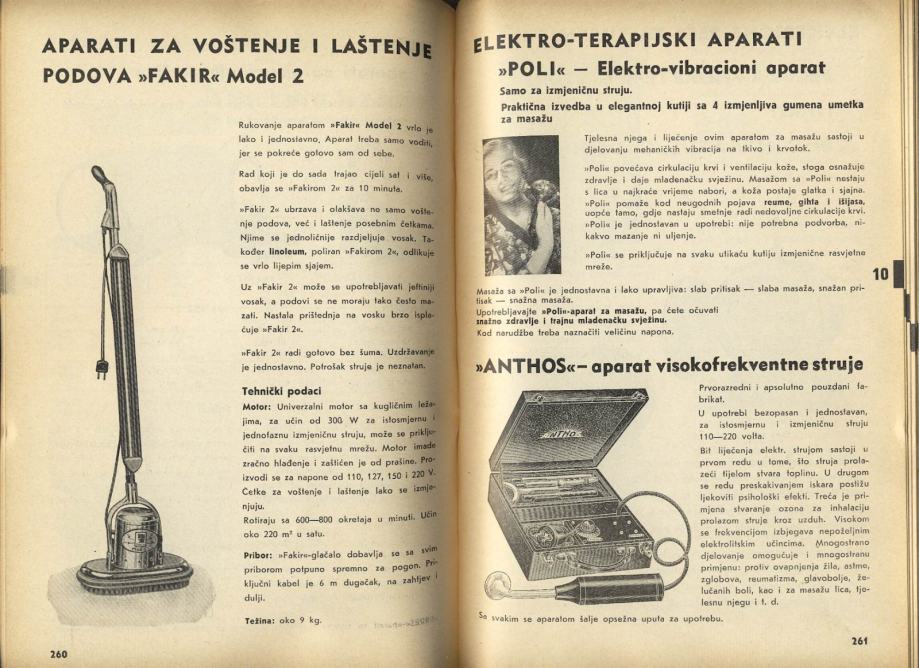 APARATI ZA VOŠTENJE I LAŠTENJE
PODOVA »FAKIR« Model 2
Rukovanje aparatom »Fakir« Model 2 vrlo je
lako i jednostavno. Aparat treba samo voditi,
jer se pokreće gotovo sam od sebe.
Rad koji je do sada trajao cijeli sat i više,
obavlja se »Fakirom 2« za 10 minuta.
»Fakir 2« ubrzava i olakšava ne samo vošte-
nje podova, već i laštenje posebnim četkama.
Njime se jednoličnije razdjeljuje vosak. Ta-
kođer linoleum, poliran »Fakirom 2«, odlikuje
se vrlo lijepim sjajem.
Uz »Fakir 2« može se upotrebljavati jeftiniji
vosak, a podovi se ne moraju tako često ma-
zati. Nastala prištednja na vosku brzo ispla-
ćuje »Fakir 2«.
»Fakir 2« radi gotovo bez šuma. Uzdržavanje
je jednostavno. Potrošak struje je neznatan.
Tehnički podaci
Motor: Univerzalni motor sa kugličnim leža-
jima, za učin od 300 W za istosmjernu i
jednofaznu izmjeničnu struju, može se priklju-
čiti na svaku rasvjetnu mrežu. Motor imade
zračno hlađenje i zaštićen je od prašine. Pro-
izvodi se za napone od 110, 127, 150 i 220 V.
Četke za voštenje i laštenje lako se izmje-
njuju.
Rotiraju sa 600—800 okretaja u minuti. Učin
oko 220 m² u satu.
Pribor: »Fakir«-glačalo dobavlja se sa svim
priborom potpuno spremno za pogon. Pri-
ključni kabel je 6 m dugačak, na zahtjev i
dulji.
Težina: oko 9 kg.
260
ELEKTRO-TERAPIJSKI APARATI
»POLI« — Elektro-vibracioni aparat
Samo za izmjeničnu struju.
Praktična izvedba u elegantnoj kutiji sa 4 izmjenljiva gumena umetka
za masažu
Tjelesna njega i liječenje ovim aparatom za masažu sastoji u
djelovanju mehaničkih vibracija na tkivo i krvotok.
»Poli« povećava cirkulaciju krvi i ventilaciju kože, stoga osnažuje
zdravlje i daje mladenačku svježinu. Masažom sa »Poli« nestaju
s lica u najkraće vrijeme nabori, a koža postaje glatka i sjajna.
»Poli« pomaže kod neugodnih pojava reume, gihta i išijasa,
uopće tamo, gdje nastaju smetnje radi nedovoljne cirkulacije krvi.
»Poli« je jednostavan u upotrebi: nije potrebna podvorba, ni-
kakvo mazanje ni uljenje.
»Poli« se priključuje na svaku utikaću kutiju izmjenične rasvjetne
mreže.
10
Masaža sa »Poli« je jednostavna i lako upravljiva: slab pritisak — slaba masaža, snažan pri-
tisak — snažna masaža.
Upotrebljavajte »Poli«-aparat za masažu, pa ćete očuvati
snažno zdravlje i trajnu mladenačku svježinu.
Kod narudžbe treba naznačiti veličinu napona.
»ANTHOS«—aparat visokofrekventne struje
Prvorazredni i apsolutno pouzdani fa-
brikat.
U upotrebi bezopasan i jednostavan,
za istosmjernu i izmjeničnu struju
110—220 volta.
Bit liječenja elektr. strujom sastoji u
prvom redu u tome, što struja prola-
zeći tijelom stvara toplinu. U drugom
se redu preskakivanjem iskara postižu
ljekoviti psihološki efekti. Treća je pri-
mjena stvaranje ozona za inhalaciju
prolazom struje kroz uzduh. Visokom
se frekvencijom izbjegava nepoželjnim
elektrolitskim učincima. Mnogostrano
djelovanje omogućuje i mnogostranu
primjenu: protiv ovapnjenja žila, astme,
zglobova, reumatizma, glavobolje, že-
lučanih boli, kao i za masažu lica, tje-
lesnu njegu i t. d.
Sa svakim se aparatom šalje opsežna uputa za upotrebu.
261